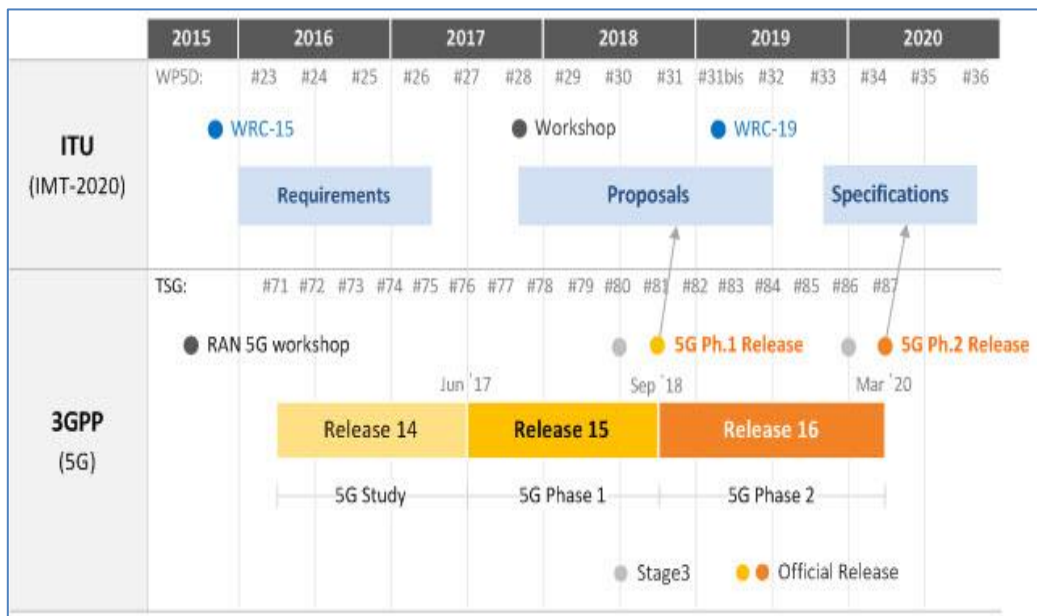 2015 2016 2017 2018 2019 2020
WP5D: #23 #24 #25 #26 #27 #28 #29 #30 #31 #31bis #32 #33 #34 #35 #36
WRC-15 Workshop WRC-19
ITU
(IMT-2020)
Requirements Proposals Specifications
TSG: #71 #72 #73 #74 #75 #76 #77 #78 #79 #80 #81 #82 #83 #84 #85 #86 #87
RAN 5G workshop 5G Ph.1 Release 5G Ph.2 Release
Jun `17 Sep `18 Mar `20
3GPP
(5G)
Release 14 Release 15 Release 16
5G Study 5G Phase 1 5G Phase 2
Stage3 Official Release